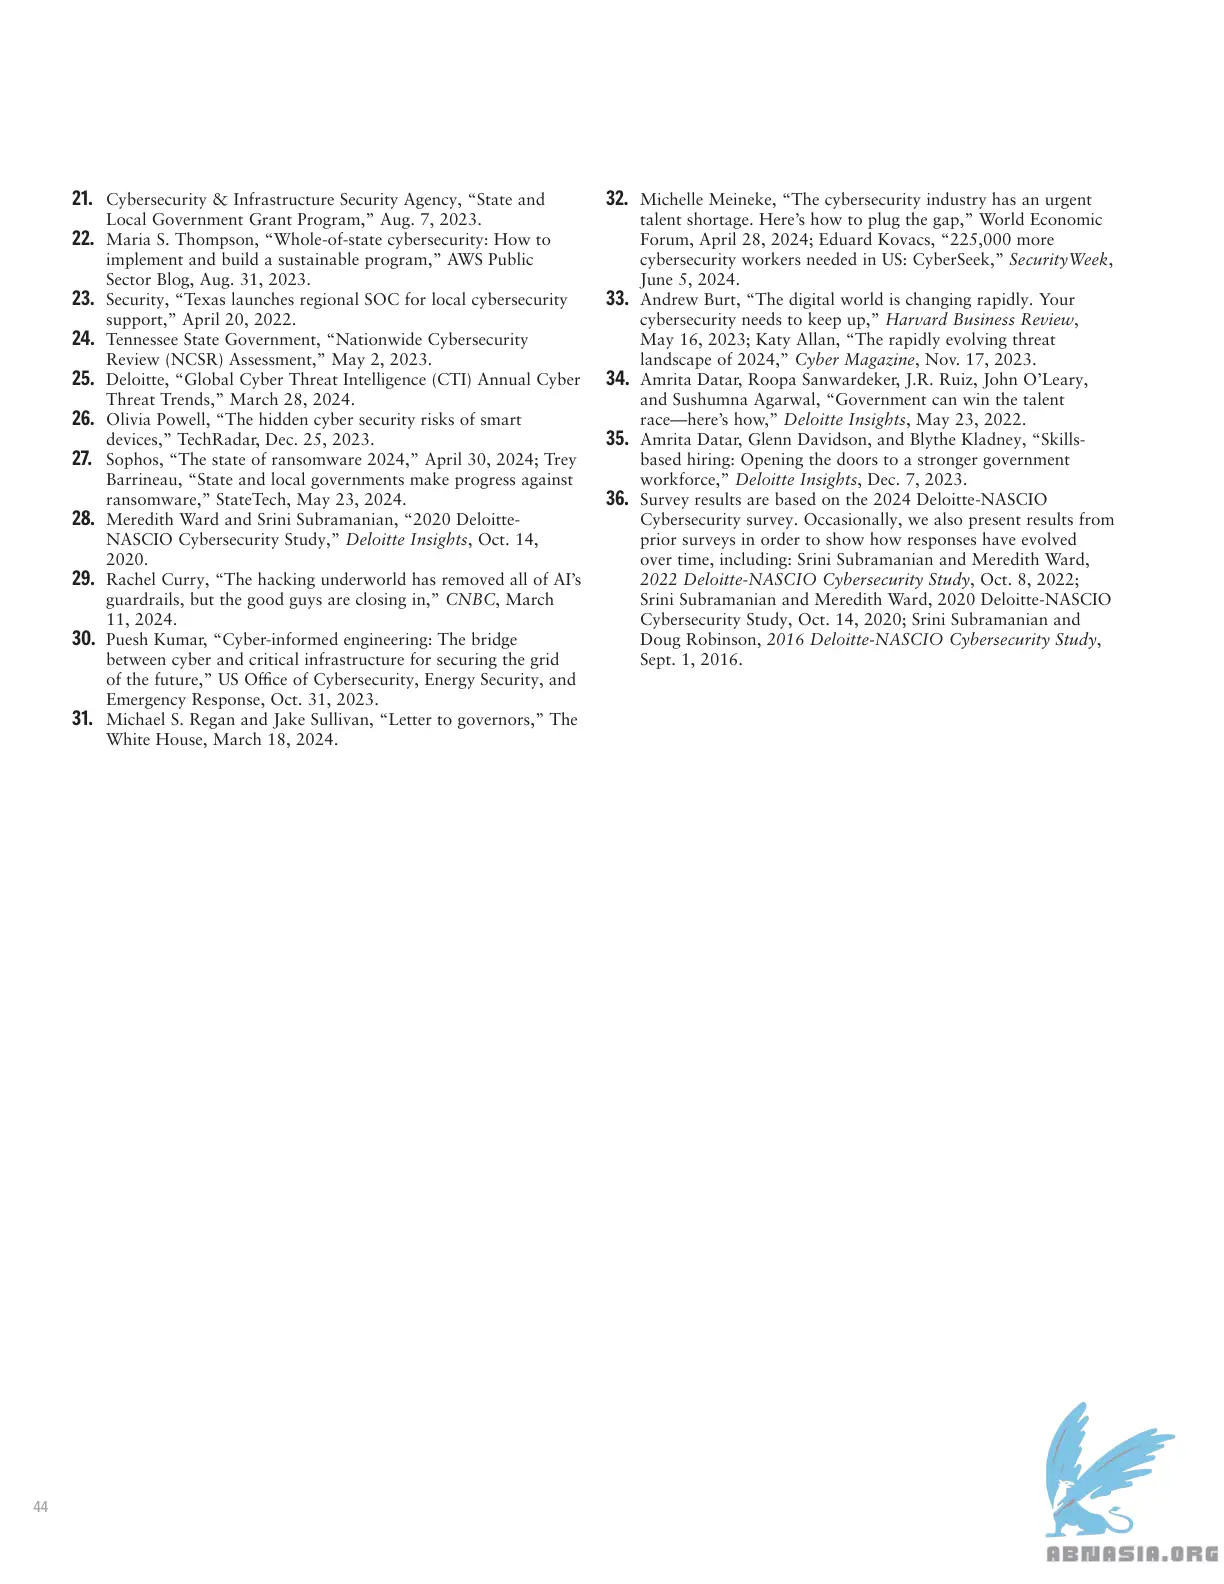 21. Cybersecurity & Infrastructure Security Agency, “State and
Local Government Grant Program,” Aug. 7, 2023.
22. Maria S. Thompson, “Whole-of-state cybersecurity: How to
implement and build a sustainable program,” AWS Public
Sector Blog, Aug. 31, 2023.
23. Security, “Texas launches regional SOC for local cybersecurity
support,” April 20, 2022.
24. Tennessee State Government, “Nationwide Cybersecurity
Review (NCSR) Assessment,” May 2, 2023.
25. Deloitte, “Global Cyber Threat Intelligence (CTI) Annual Cyber
Threat Trends,” March 28, 2024.
26. Olivia Powell, “The hidden cyber security risks of smart
devices,” TechRadar, Dec. 25, 2023.
27. Sophos, “The state of ransomware 2024,” April 30, 2024; Trey
Barrineau, “State and local governments make progress against
ransomware,” StateTech, May 23, 2024.
28. Meredith Ward and Srini Subramanian, “2020 Deloitte-
NASCIO Cybersecurity Study,” Deloitte Insights, Oct. 14,
2020.
29. Rachel Curry, “The hacking underworld has removed all of AI’s
guardrails, but the good guys are closing in,” CNBC, March
11, 2024.
30. Puesh Kumar, “Cyber-informed engineering: The bridge
between cyber and critical infrastructure for securing the grid
of the future,” US Office of Cybersecurity, Energy Security, and
Emergency Response, Oct. 31, 2023.
31. Michael S. Regan and Jake Sullivan, “Letter to governors,” The
White House, March 18, 2024.
32. Michelle Meineke, “The cybersecurity industry has an urgent
talent shortage. Here’s how to plug the gap,” World Economic
Forum, April 28, 2024; Eduard Kovacs, “225,000 more
cybersecurity workers needed in US: CyberSeek,” SecurityWeek,
June 5, 2024.
33. Andrew Burt, “The digital world is changing rapidly. Your
cybersecurity needs to keep up,” Harvard Business Review,
May 16, 2023; Katy Allan, “The rapidly evolving threat
landscape of 2024,” Cyber Magazine, Nov. 17, 2023.
34. Amrita Datar, Roopa Sanwardeker, J.R. Ruiz, John O’Leary,
and Sushumna Agarwal, “Government can win the talent
race—here’s how,” Deloitte Insights, May 23, 2022.
35. Amrita Datar, Glenn Davidson, and Blythe Kladney, “Skills-
based hiring: Opening the doors to a stronger government
workforce,” Deloitte Insights, Dec. 7, 2023.
36. Survey results are based on the 2024 Deloitte-NASCIO
Cybersecurity survey. Occasionally, we also present results from
prior surveys in order to show how responses have evolved
over time, including: Srini Subramanian and Meredith Ward,
2022 Deloitte-NASCIO Cybersecurity Study, Oct. 8, 2022;
Srini Subramanian and Meredith Ward, 2020 Deloitte-NASCIO
Cybersecurity Study, Oct. 14, 2020; Srini Subramanian and
Doug Robinson, 2016 Deloitte-NASCIO Cybersecurity Study,
Sept. 1, 2016.
44
ABNASIA.ORG